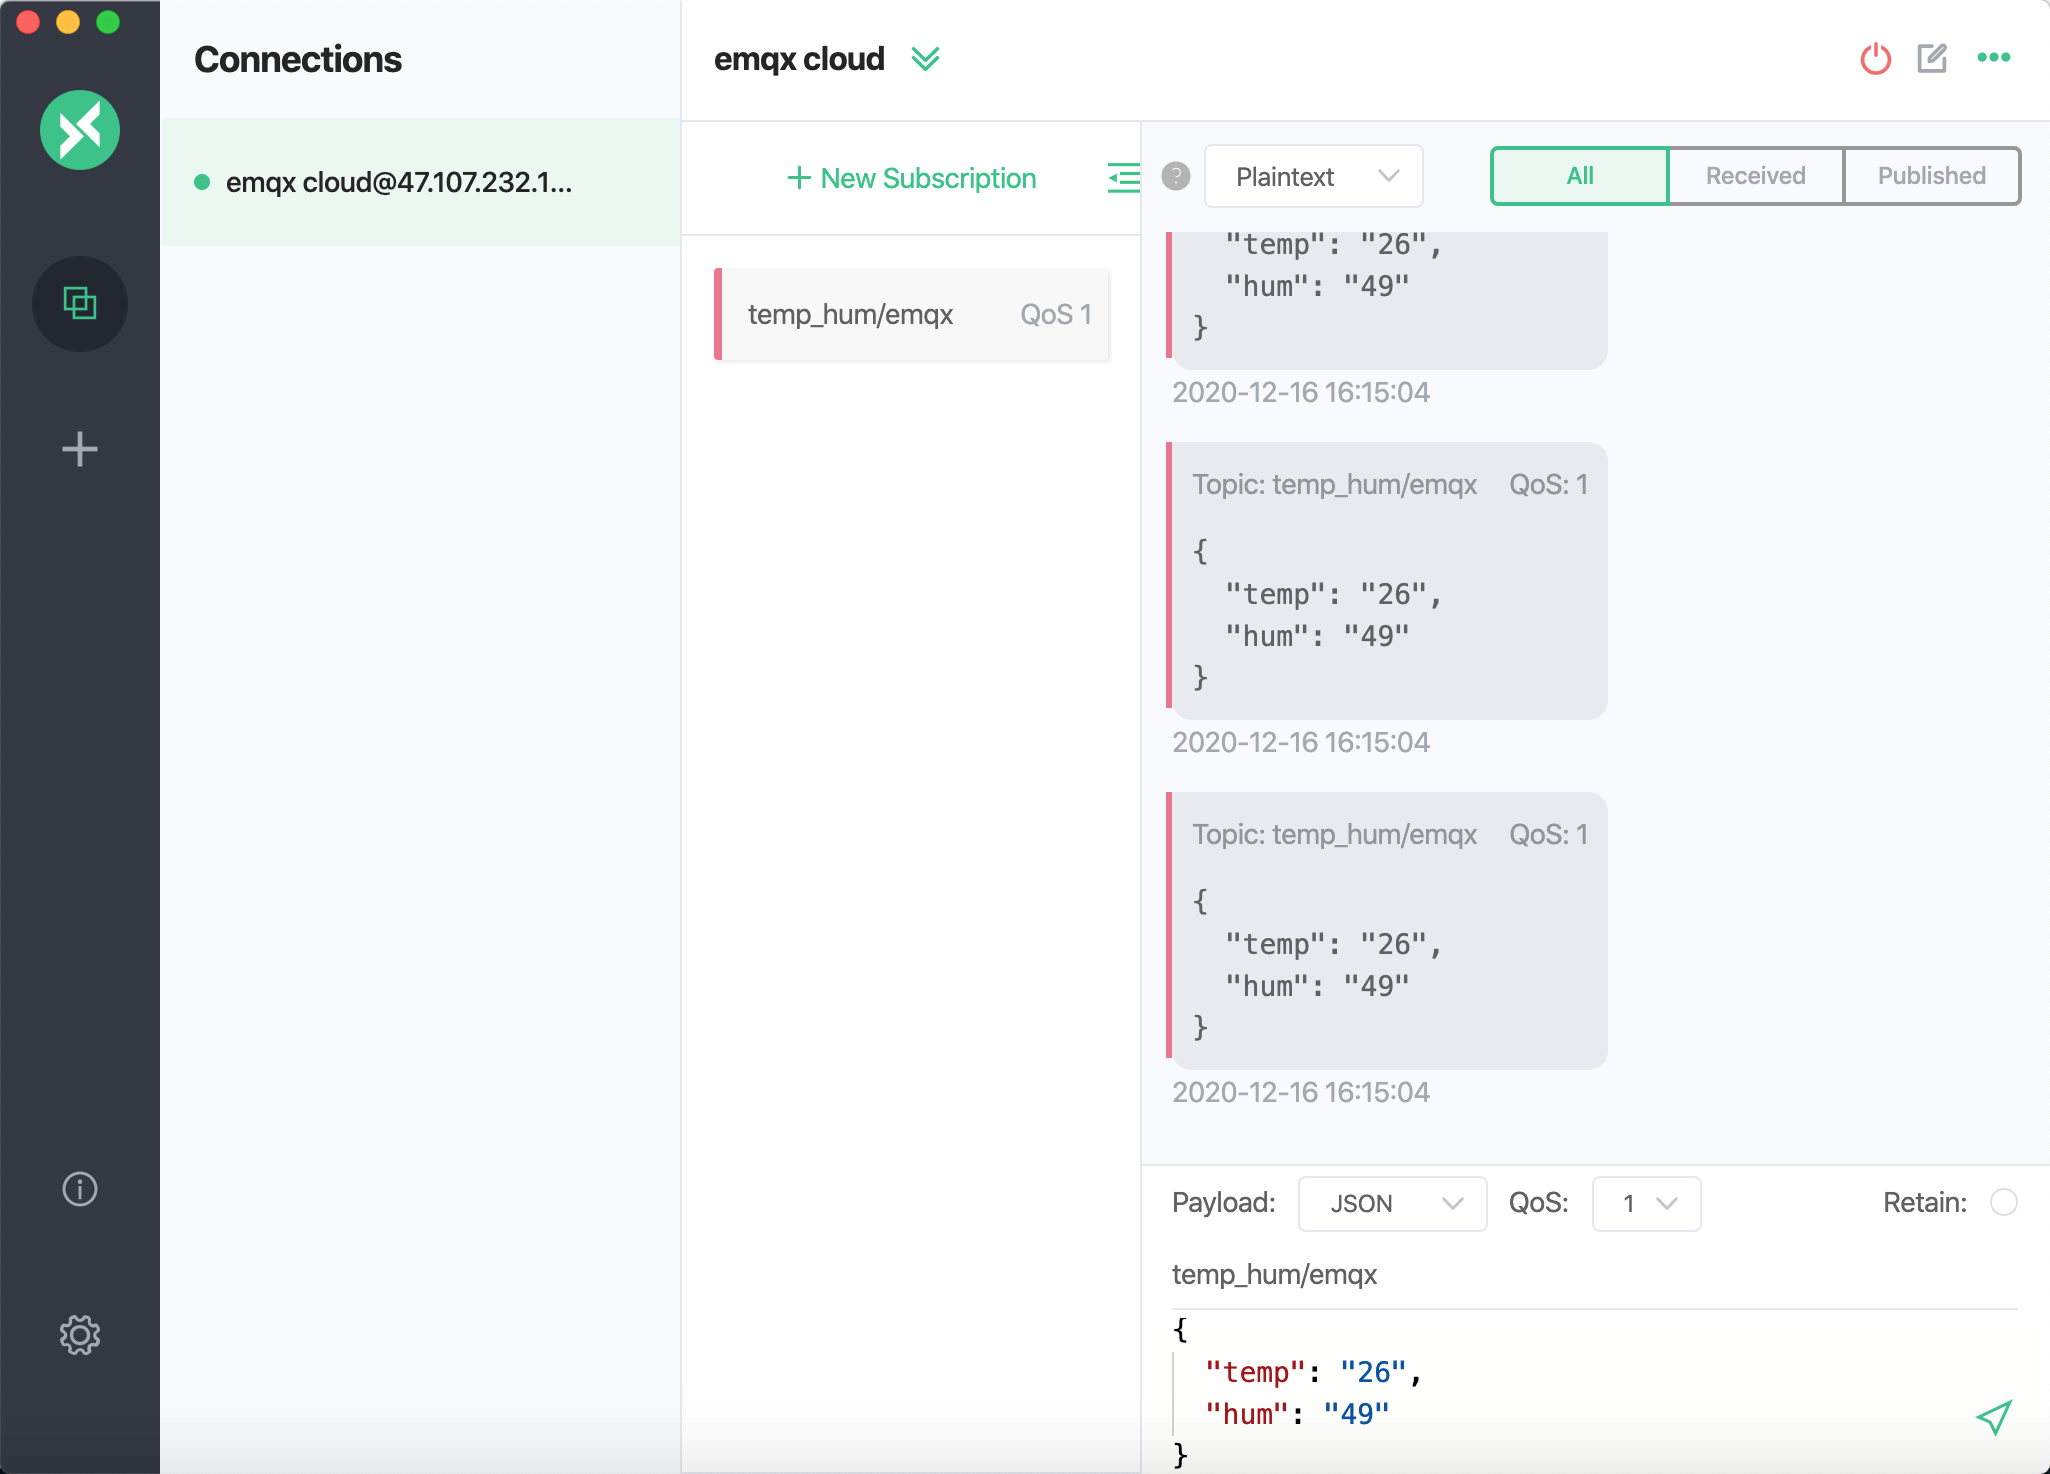 Connections
emqx cloud@47.107.232.1...
emqx cloud
+ New Subscription
temp_hum/emqx QoS 1
? Plaintext All Received Published
"temp": "26",
"hum": "49"
}
2020-12-16 16:15:04
Topic: temp_hum/emqx QoS: 1
{
"temp": "26",
"hum": "49"
}
2020-12-16 16:15:04
Topic: temp_hum/emqx QoS: 1
{
"temp": "26",
"hum": "49"
}
2020-12-16 16:15:04
Payload: JSON QoS: 1 Retain:
temp_hum/emqx
{
"temp": "26",
"hum": "49"
}